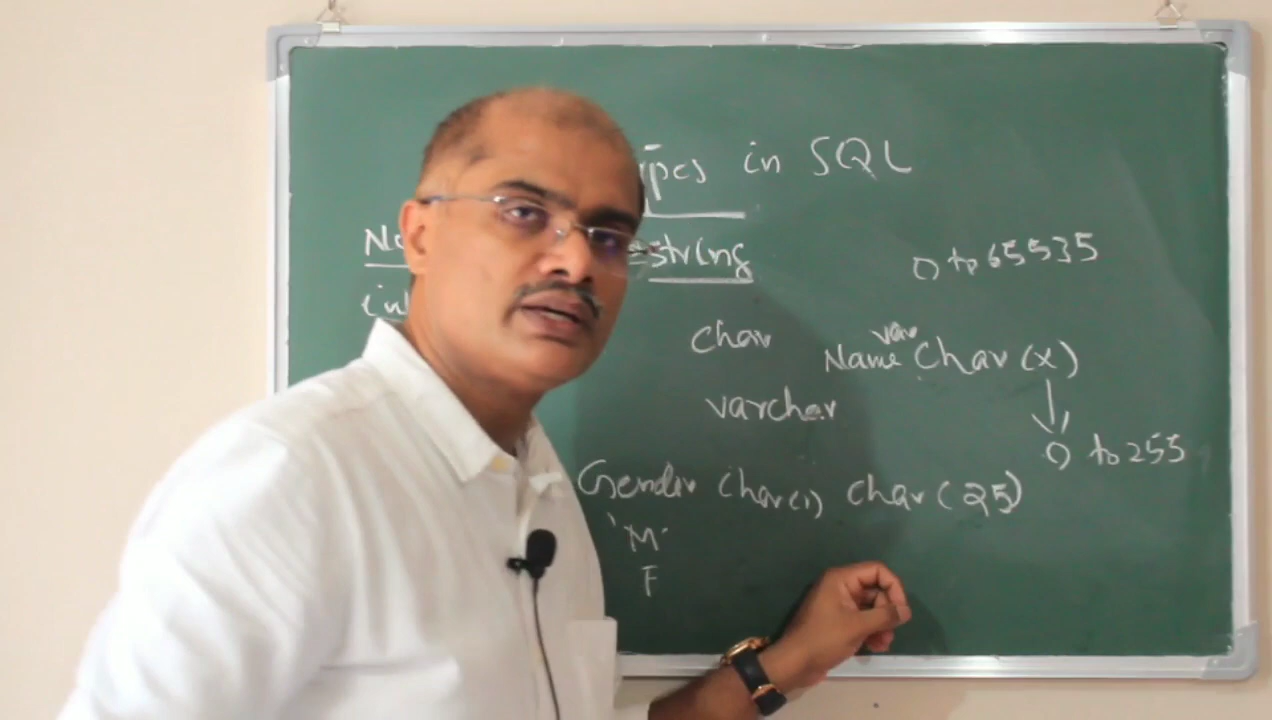 ypes in SQL
string
0 to 65535
char
var
Name Char (x)
varchar
0 to 255
Gender Char(1) Char (25)
'M'
F